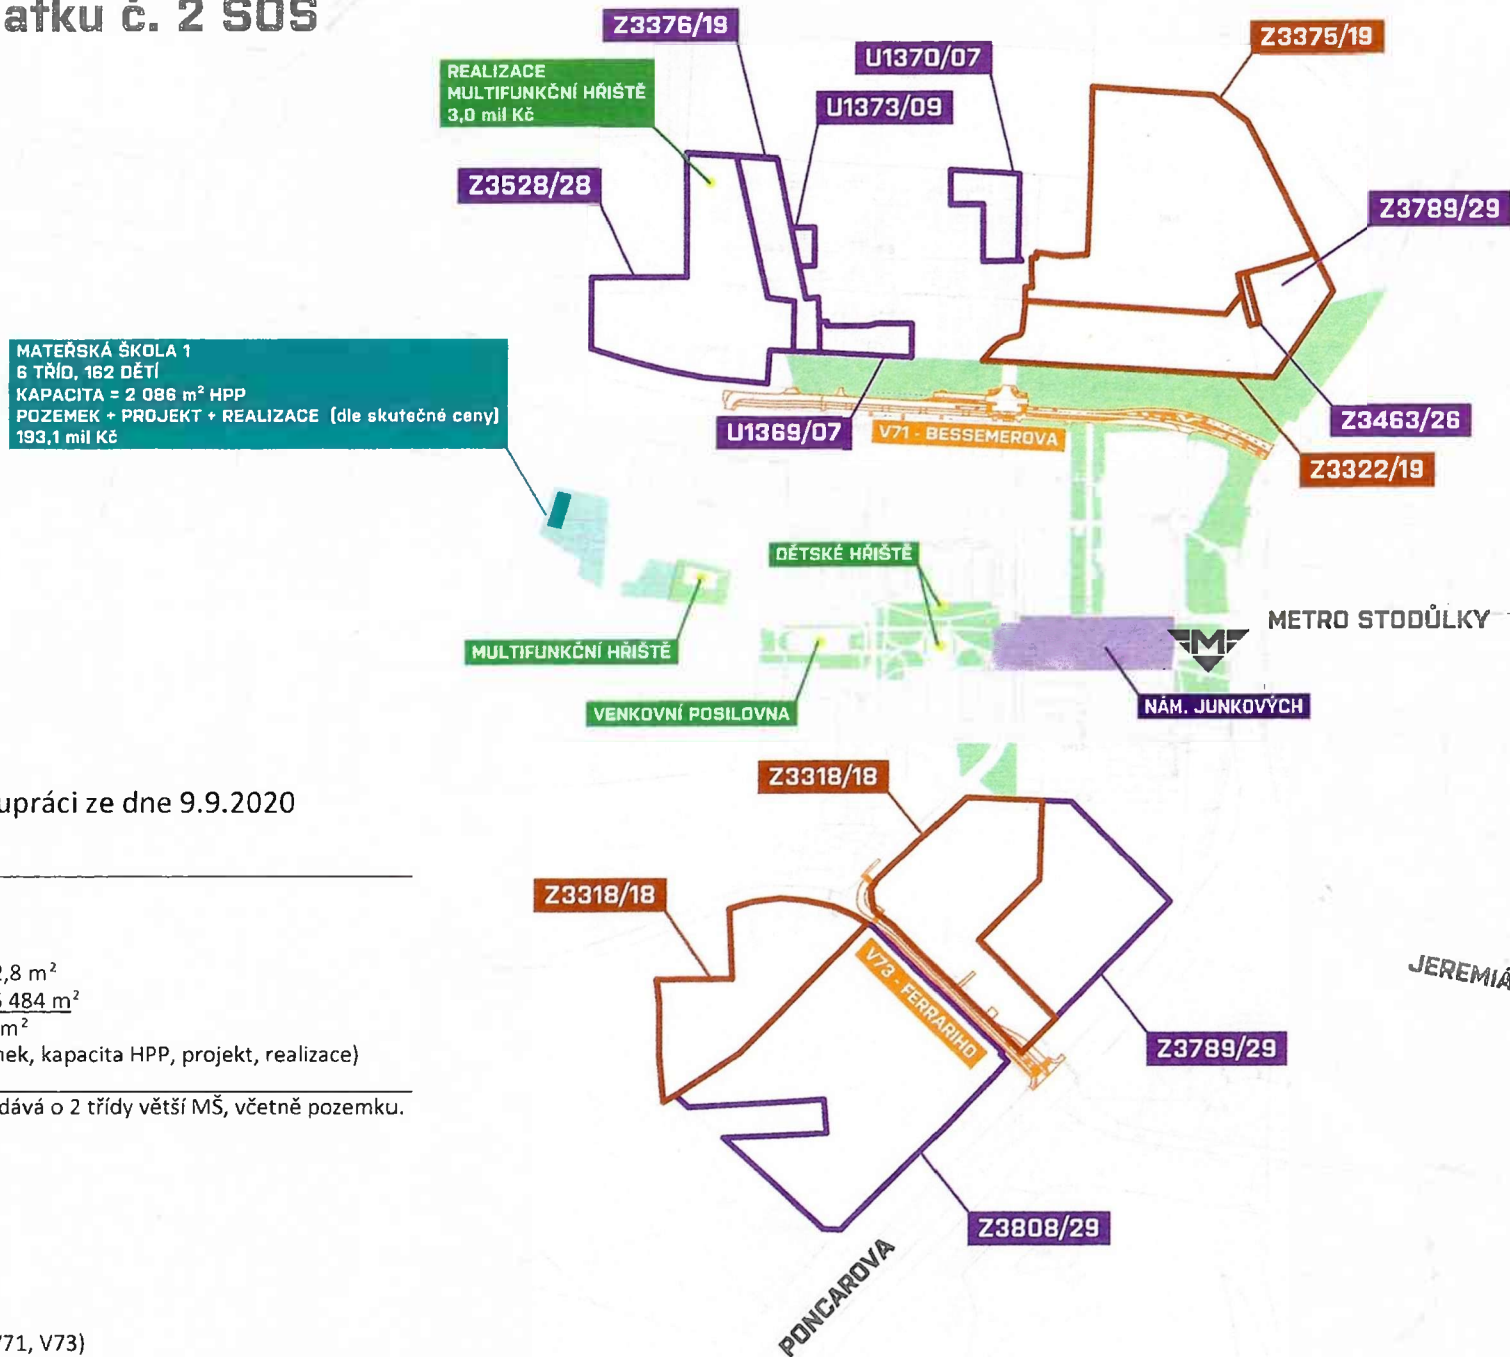 atku č. 2 SOS
Z3376/19
U1370/07
Z3375/19
REALIZACE
MULTIFUNKČNÍ HŘIŠTĚ
3,0 mil Kč
U1373/09
Z3528/28
Z3789/29
MATEŘSKÁ ŠKOLA 1
6 TŘÍD, 162 DĚTÍ
KAPACITA = 2 086 m² HPP
POZEMEK + PROJEKT + REALIZACE (dle skutečné ceny)
193,1 mil Kč
U1369/07
V71 - BESSEMEROVA
Z3463/26
Z3322/19
DĚTSKÉ HŘIŠTĚ
METRO STODŮLKY
M
MULTIFUNKČNÍ HŘIŠTĚ
VENKOVNÍ POSILOVNA
NÁM. JUNKOVÝCH
Z3318/18
upráci ze dne 9.9.2020
Z3318/18
2,8 m²
484 m²
m²
nek, kapacita HPP, projekt, realizace)
V73 - FERRARIHO
JEREMIÁ
Z3789/29
dává o 2 třídy větší MŠ, včetně pozemku.
Z3808/29
PONCAROVA
V71, V73)